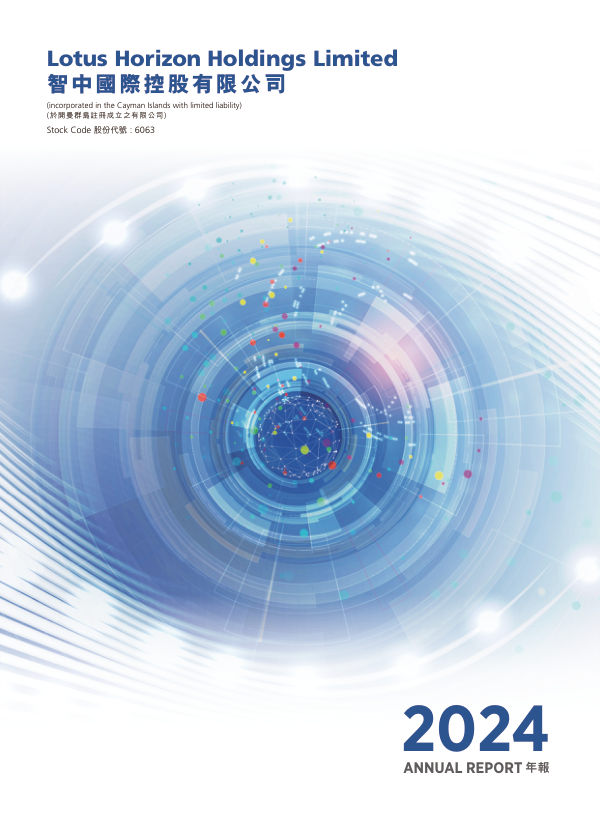 Lotus Horizon Holdings Limited
智中國際控股有限公司
(incorporated in the Cayman Islands with limited liability)
(於開曼群島註冊成立之有限公司)
Stock Code 股份代號 : 6063
2024
ANNUAL REPORT 年報